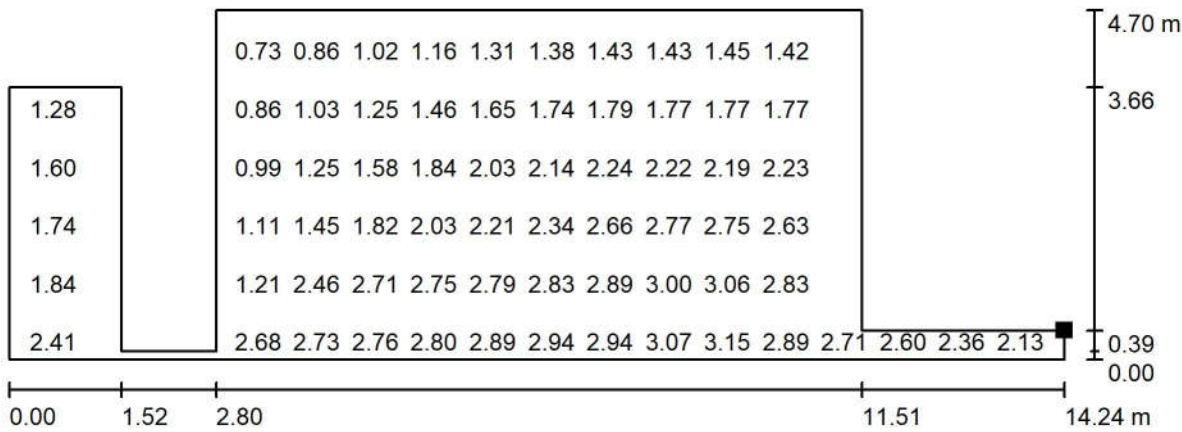 4.70 m
0.73 0.86 1.02 1.16 1.31 1.38 1.43 1.43 1.45 1.42
3.66
1.28 0.86 1.03 1.25 1.46 1.65 1.74 1.79 1.77 1.77 1.77
1.60 0.99 1.25 1.58 1.84 2.03 2.14 2.24 2.22 2.19 2.23
1.74 1.11 1.45 1.82 2.03 2.21 2.34 2.66 2.77 2.75 2.63
1.84 1.21 2.46 2.71 2.75 2.79 2.83 2.89 3.00 3.06 2.83
2.41 2.68 2.73 2.76 2.80 2.89 2.94 2.94 3.07 3.15 2.89 2.71 2.60 2.36 2.13 0.39
0.00
0.00 1.52 2.80 11.51 14.24 m